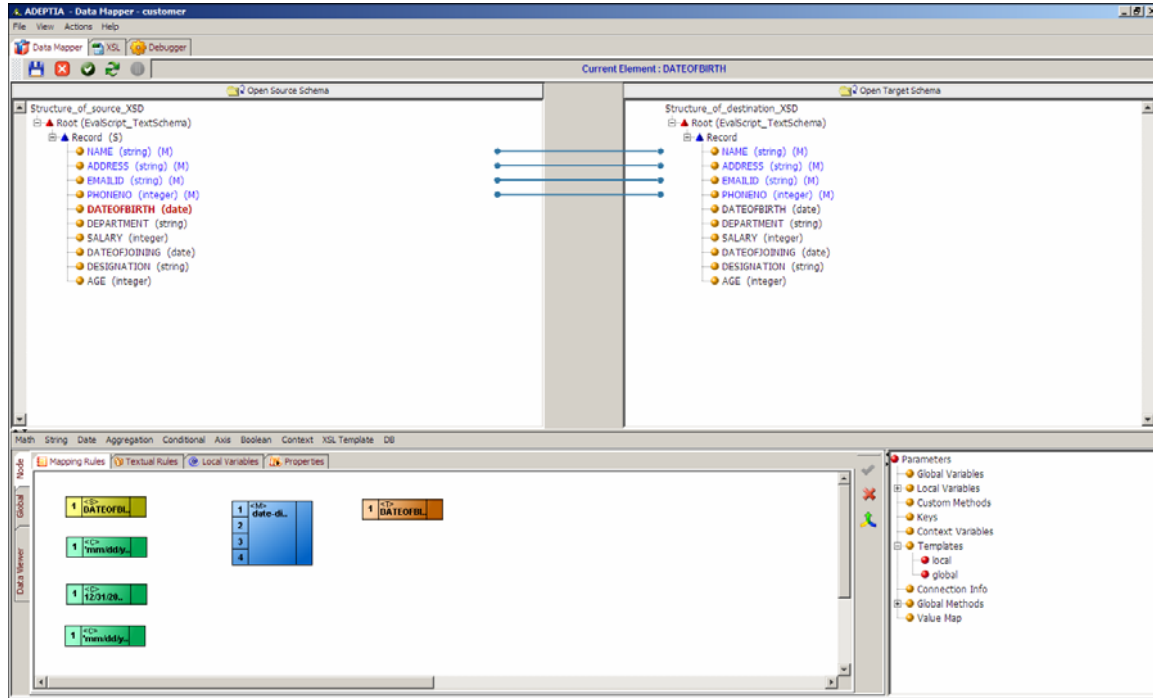 ADEPTIA - Data Mapper - customer
File View Actions Help
Data Mapper XSL Debugger
Current Element : DATEOFBIRTH
Open Source Schema
Open Target Schema
Structure_of_source_XSD
Root (EvalScript_TextSchema)
Record (S)
NAME (string) (M)
ADDRESS (string) (M)
EMAILID (string) (M)
PHONENO (integer) (M)
DATEOFBIRTH (date)
DEPARTMENT (string)
SALARY (integer)
DATEOFJOINING (date)
DESIGNATION (string)
AGE (integer)
Structure_of_destination_XSD
Root (EvalScript_TextSchema)
Record
NAME (string) (M)
ADDRESS (string) (M)
EMAILID (string) (M)
PHONENO (integer) (M)
DATEOFBIRTH (date)
DEPARTMENT (string)
SALARY (integer)
DATEOFJOINING (date)
DESIGNATION (string)
AGE (integer)
Math String Date Aggregation Conditional Axis Boolean Context XSL Template DB
Node
Global
Data Viewer
Mapping Rules Textual Rules Local Variables Properties
<S>
1 DATEOFBI..
<C>
1 'mm/dd/y..
<C>
1 12/31/20..
<C>
1 'mm/dd/y..
<M>
1 date-di..
2
3
4
<T>
1 DATEOFBI..
Parameters
Global Variables
Local Variables
Custom Methods
Keys
Context Variables
Templates
local
global
Connection Info
Global Methods
Value Map